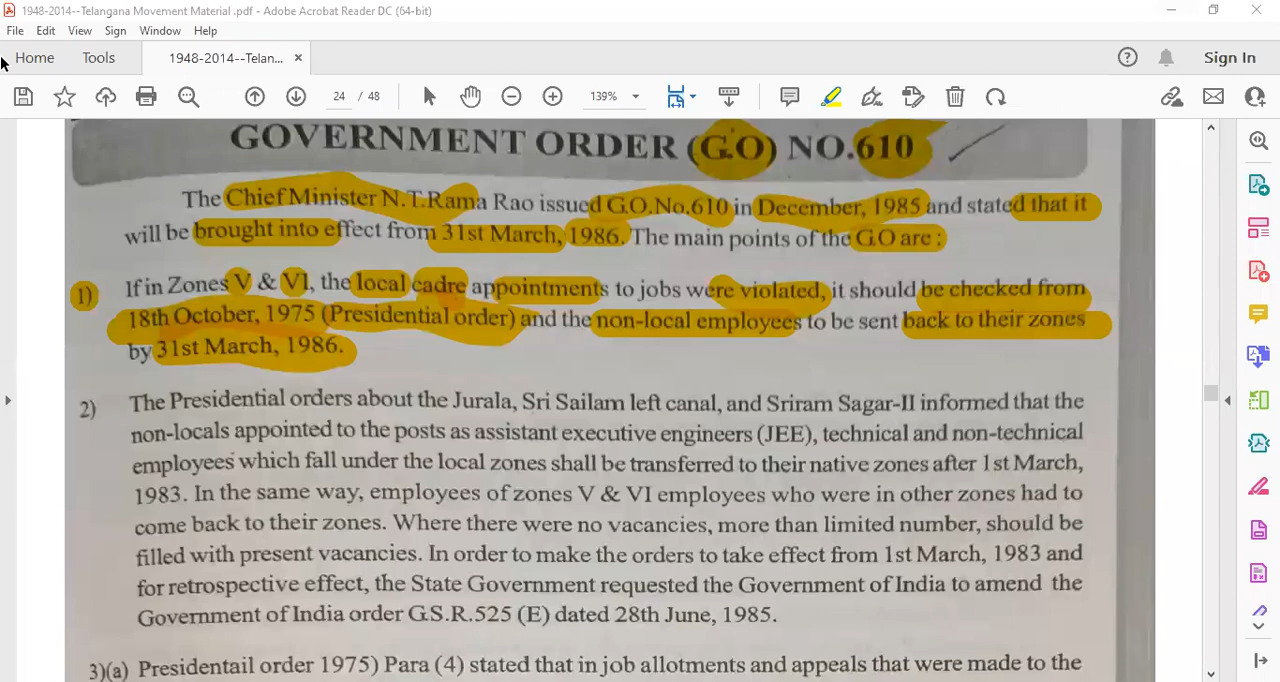 1948-2014--Telangana Movement Material .pdf - Adobe Acrobat Reader DC (64-bit)
File Edit View Sign Window Help
Home Tools 1948-2014--Telan... × Sign In
24 / 48 139%
GOVERNMENT ORDER (G.O) NO.610
The Chief Minister N.T.Rama Rao issued G.O.No.610 in December, 1985 and stated that it
will be brought into effect from 31st March, 1986. The main points of the G.O are :
1) If in Zones V & VI, the local cadre appointments to jobs were violated, it should be checked from
18th October, 1975 (Presidential order) and the non-local employees to be sent back to their zones
by 31st March, 1986.
2) The Presidential orders about the Jurala, Sri Sailam left canal, and Sriram Sagar-II informed that the
non-locals appointed to the posts as assistant executive engineers (JEE), technical and non-technical
employees which fall under the local zones shall be transferred to their native zones after 1st March,
1983. In the same way, employees of zones V & VI employees who were in other zones had to
come back to their zones. Where there were no vacancies, more than limited number, should be
filled with present vacancies. In order to make the orders to take effect from 1st March, 1983 and
for retrospective effect, the State Government requested the Government of India to amend the
Government of India order G.S.R.525 (E) dated 28th June, 1985.
3)(a) Presidentail order 1975) Para (4) stated that in job allotments and appeals that were made to the